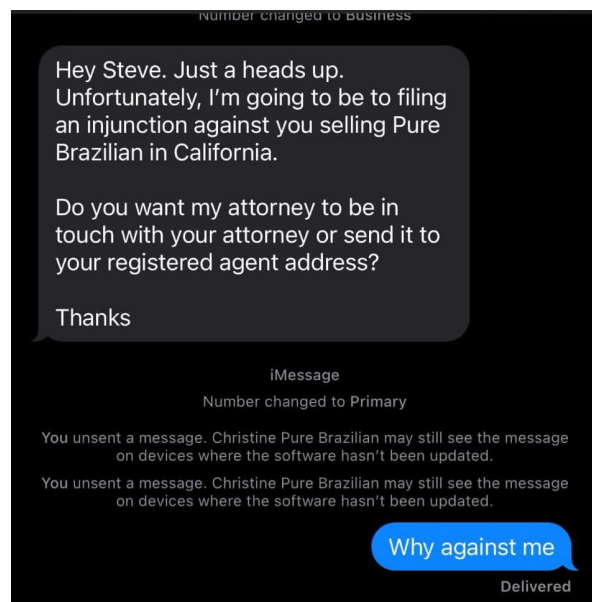 Number changed to Business
Hey Steve. Just a heads up.
Unfortunately, I'm going to be to filing
an injunction against you selling Pure
Brazilian in California.
Do you want my attorney to be in
touch with your attorney or send it to
your registered agent address?
Thanks
iMessage
Number changed to Primary
You unsent a message. Christine Pure Brazilian may still see the message
on devices where the software hasn't been updated.
You unsent a message. Christine Pure Brazilian may still see the message
on devices where the software hasn't been updated.
Why against me
Delivered